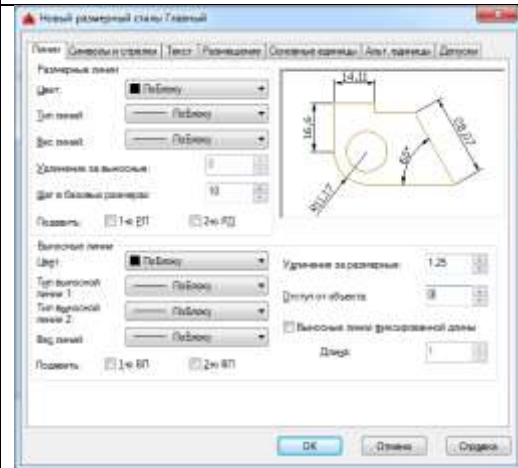 Новый размерный стиль: Главный
Линии Символы и стрелки Текст Размещение Основные единицы Альт. единицы Допуски
Размерные линии
Цвет: ПоБлоку
Тип линий: ПоБлоку
Вес линий: ПоБлоку
Удлинение за выносные: 0
Шаг в базовых размерах: 10
Подавить: 1-ю РЛ 2-ю РЛ
14,11
16,6
60°
R11,17
Выносные линии
Цвет: ПоБлоку
Тип выносной линии 1: ПоБлоку
Тип выносной линии 2: ПоБлоку
Вес линий: ПоБлоку
Подавить: 1-ю ВЛ 2-ю ВЛ
Удлинение за размерные: 1.25
Отступ от объекта:
Выносные линии фиксированной длины
Длина: 1
ОК Отмена Справка